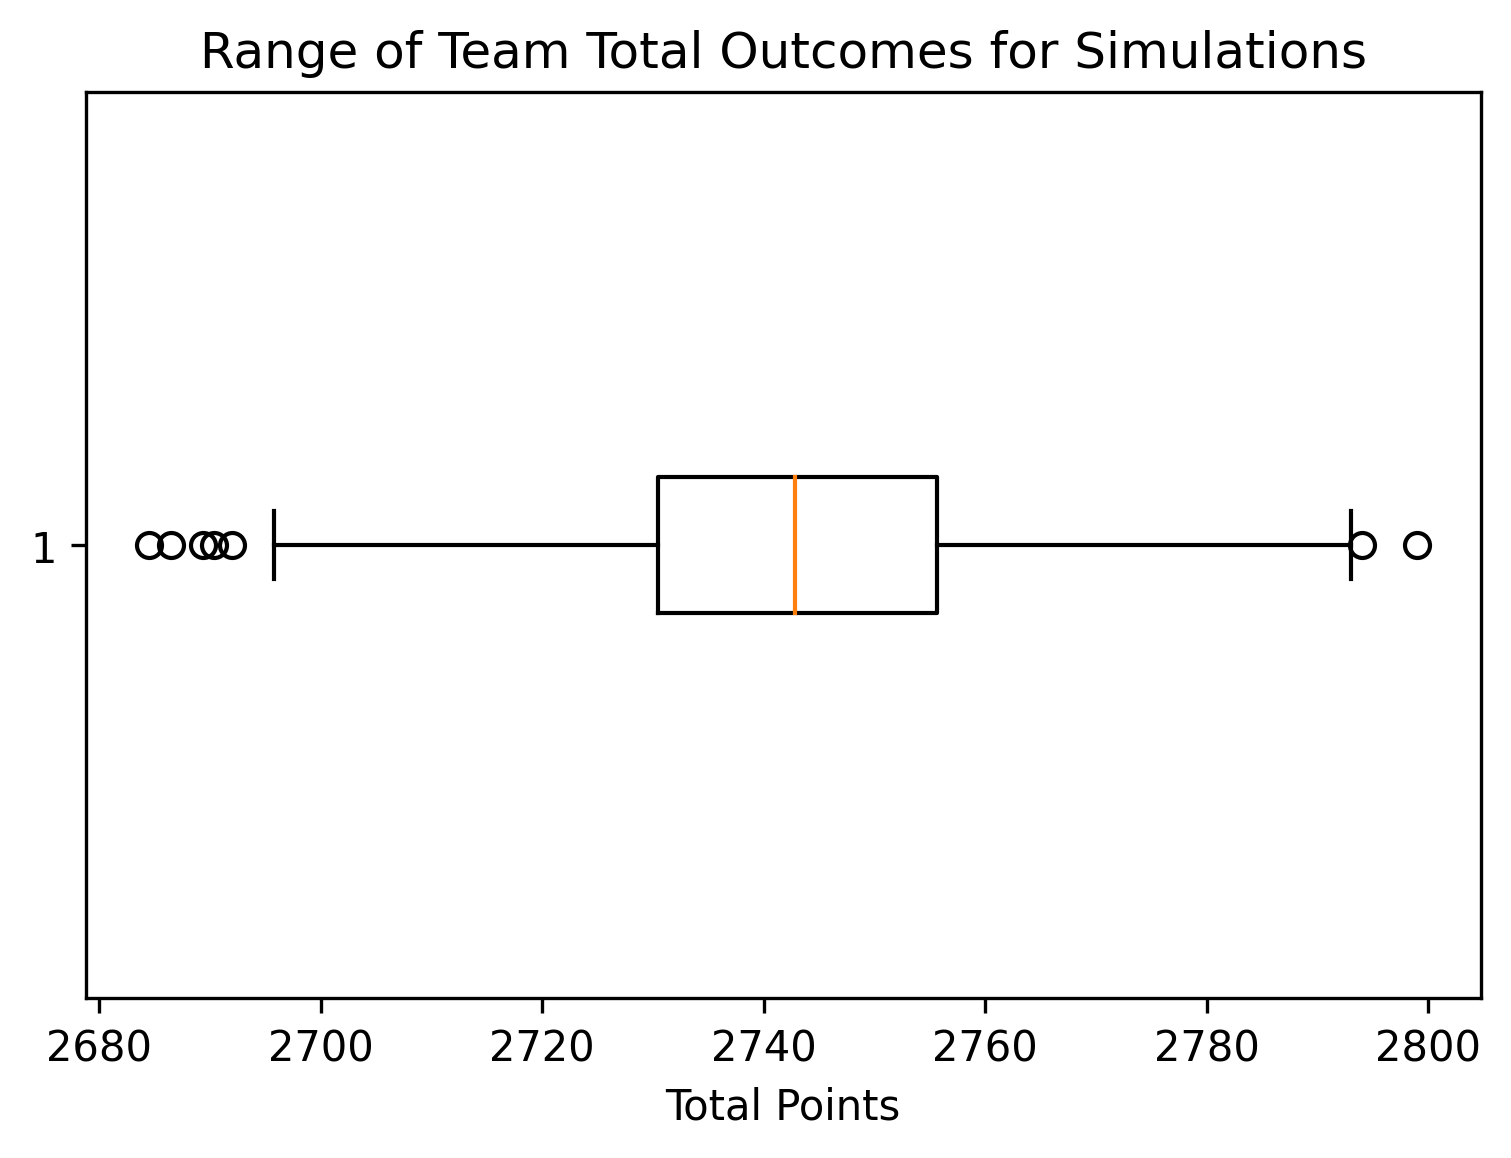 Range of Team Total Outcomes for Simulations
1
2680 2700 2720 2740 2760 2780 2800
Total Points